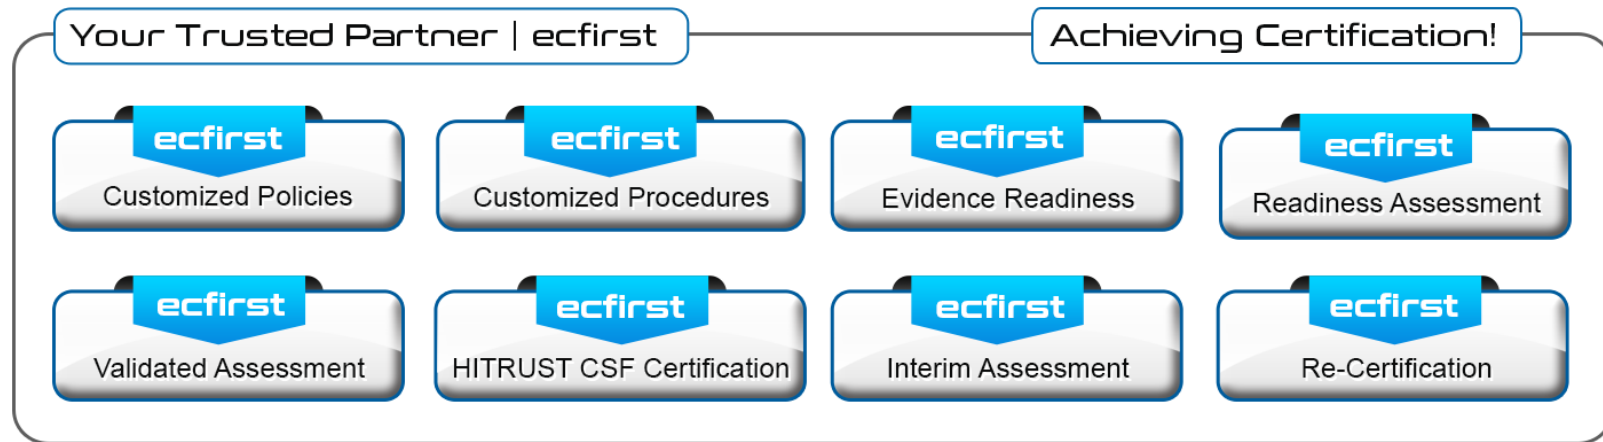 Your Trusted Partner | ecfirst
Achieving Certification!
ecfirst
Customized Policies
ecfirst
Customized Procedures
ecfirst
Evidence Readiness
ecfirst
Readiness Assessment
ecfirst
Validated Assessment
ecfirst
HITRUST CSF Certification
ecfirst
Interim Assessment
ecfirst
Re-Certification